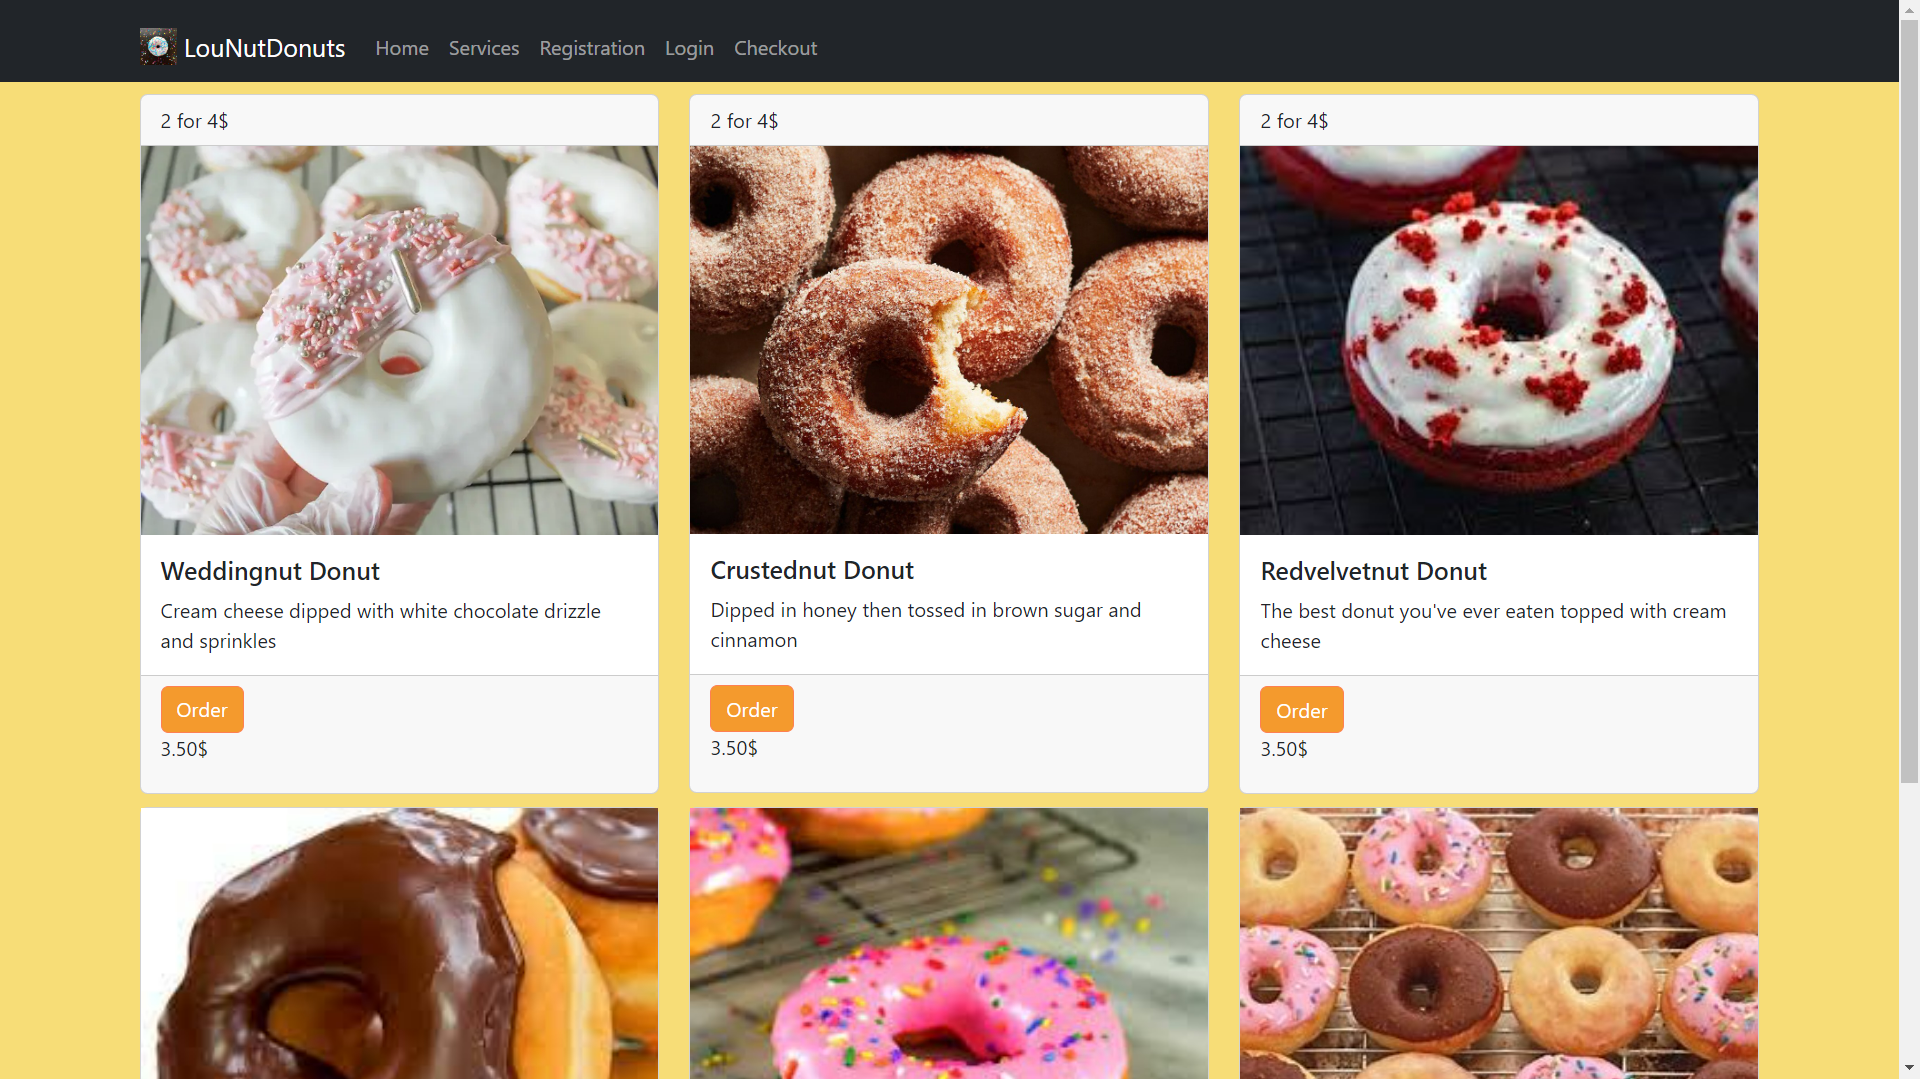 LouNutDonuts
Home Services Registration Login Checkout
2 for 4$
Weddingnut Donut
Cream cheese dipped with white chocolate drizzle
and sprinkles
Order
3.50$
2 for 4$
Crustednut Donut
Dipped in honey then tossed in brown sugar and
cinnamon
Order
3.50$
2 for 4$
Redvelvetnut Donut
The best donut you've ever eaten topped with cream
cheese
Order
3.50$